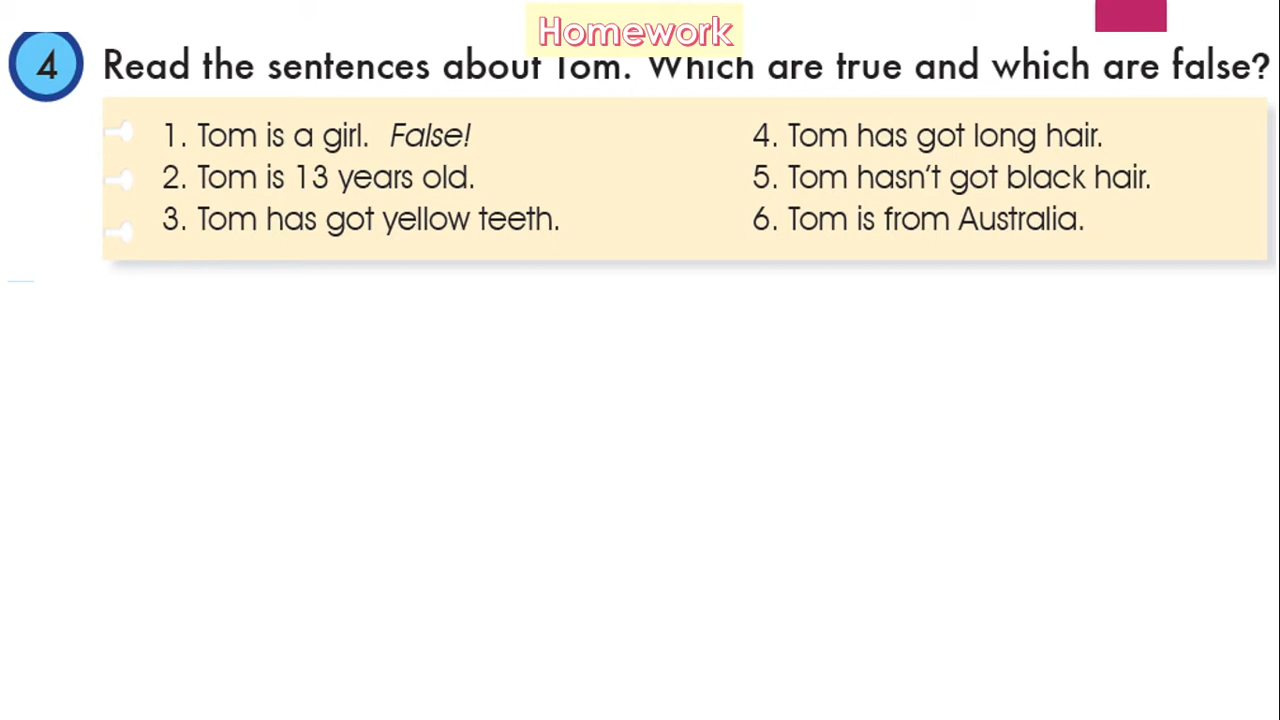 Homework
4 Read the sentences about Tom. Which are true and which are false?
1. Tom is a girl. False!
2. Tom is 13 years old.
3. Tom has got yellow teeth.
4. Tom has got long hair.
5. Tom hasn't got black hair.
6. Tom is from Australia.